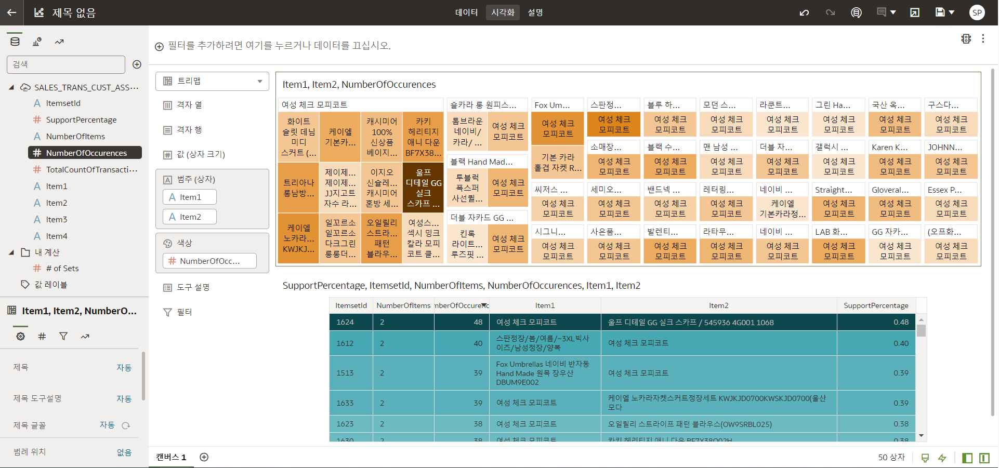 제목 없음
데이터
시각화
설명
SP
검색
필터를 추가하려면 여기를 누르거나 데이터를 끄십시오.
SALES_TRANS_CUST_ASS...
ItemsetId
SupportPercentage
NumberOfItems
NumberOfOccurences
TotalCountOfTransacti...
Item1
Item2
Item3
Item4
내 계산
# of Sets
값 레이블
Item1, Item2, NumberO...
제목
자동
제목 도구설명
자동
제목 글꼴
자동
범례 위치
없음
트리맵
격자 열
격자 행
값 (상자 크기)
범주 (상자)
Item1
Item2
색상
NumberOfOcc...
도구 설명
필터
Item1, Item2, NumberOfOccurences
여성 체크 모피코트
화이트
슬릿 데님
미디
스커트 (...
케이엘
기본카...
캐시미어
100%
신상품
베이지...
카키
헤리티지
애니 다운
BF7X38...
트리아나
롱남방...
제이제...
제이제...
JJ지고트
자수 라...
이지오
신슐레...
캐시미어
혼방 세...
울프
디테일 GG
실크
스카프 ...
케이엘
노카라...
KWJKJ...
일꼬르소
일꼬르소
다크그린
롱롱더...
오일릴리
스트라...
패턴
블라우...
여성스...
섹시 밍크
칼라 모피
코트 클...
숄카라 롱 원피스...
톰브라운
네이비/
카라/ ...
여성 체크
모피코트
블랙 Hand Mad...
투블럭
폭스퍼
사선퀼...
여성 체크
모피코트
더블 자카드 GG ...
킨록
라이트...
루즈핏 ...
여성 체크
모피코트
Fox Um...
여성 체크
모피코트
기본 카라
홑겹 자켓 R...
씨저스 ...
여성 체크
모피코트
시그니...
여성 체크
모피코트
스판정...
여성 체크
모피코트
소매장...
여성 체크
모피코트
세미오...
여성 체크
모피코트
사은품...
여성 체크
모피코트
블루 하...
여성 체크
모피코트
블랙 수...
여성 체크
모피코트
밴드넥 ...
여성 체크
모피코트
발렌티...
여성 체크
모피코트
모던 스...
여성 체크
모피코트
맨 남성 ...
여성 체크
모피코트
레터링...
여성 체크
모피코트
라타무...
여성 체크
모피코트
라쿤트...
여성 체크
모피코트
더블 자...
여성 체크
모피코트
네이비 ...
케이엘
기본카라정...
네이비 ...
여성 체크
모피코트
그린 Ha...
여성 체크
모피코트
갤럭시 ...
여성 체크
모피코트
Straight...
여성 체크
모피코트
LAB 화...
여성 체크
모피코트
국산 옥...
여성 체크
모피코트
Karen K...
여성 체크
모피코트
Gloveral...
여성 체크
모피코트
GG 자카...
여성 체크
모피코트
구스다...
여성 체크
모피코트
JOHNN...
여성 체크
모피코트
Essex P...
여성 체크
모피코트
(오프화...
여성 체크
모피코트
SupportPercentage, ItemsetId, NumberOfItems, NumberOfOccurences, Item1, Item2
ItemsetId NumberOfItems mberOfOccurenc Item1 Item2 SupportPercentage
1624 2 48 여성 체크 모피코트 울프 디테일 GG 실크 스카프 / 545936 4G001 1068 0.48
1612 2 40 스판정장/봄/여름/~3XL빅사
이즈/남성정장/양복 여성 체크 모피코트 0.40
1513 2 39 Fox Umbrellas 네이비 반자동
Hand Made 원목 장우산
DBUM9E002 여성 체크 모피코트 0.39
1633 2 39 여성 체크 모피코트 케이엘 노카라자켓스커트정장세트 KWJKJD0700KWSKJD0700(울산
모다 0.39
1623 2 38 여성 체크 모피코트 오일릴리 스트라이프 패턴 블라우스(OW9SRBL025) 0.38
1630 2 38 여성 체크 모피코트 카키 헤리티지 애니 다운 BF7X38O02H 0.38
캔버스 1
50 상자